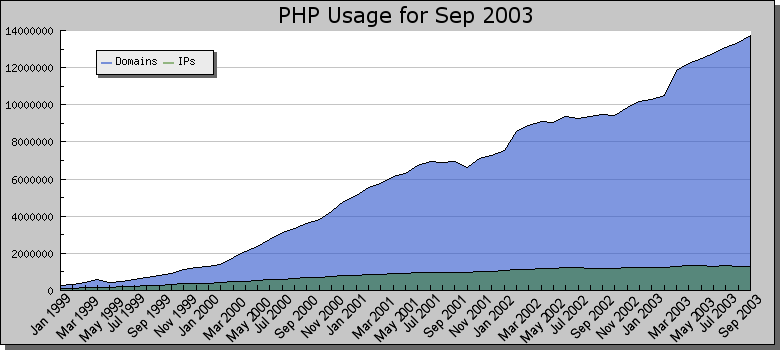 PHP Usage for Sep 2003
14000000
12000000
10000000
8000000
6000000
4000000
2000000
0
Domains IPs
Jan 1999
Mar 1999
May 1999
Jul 1999
Sep 1999
Nov 1999
Jan 2000
Mar 2000
May 2000
Jul 2000
Sep 2000
Nov 2000
Jan 2001
Mar 2001
May 2001
Jul 2001
Sep 2001
Nov 2001
Jan 2002
Mar 2002
May 2002
Jul 2002
Sep 2002
Nov 2002
Jan 2003
Mar 2003
May 2003
Jul 2003
Sep 2003